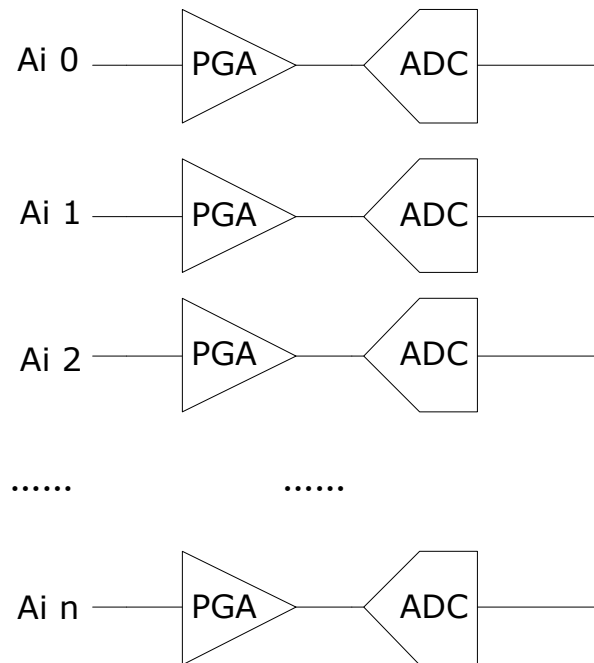 Ai 0 PGA ADC
Ai 1 PGA ADC
Ai 2 PGA ADC
...... ......
Ai n PGA ADC